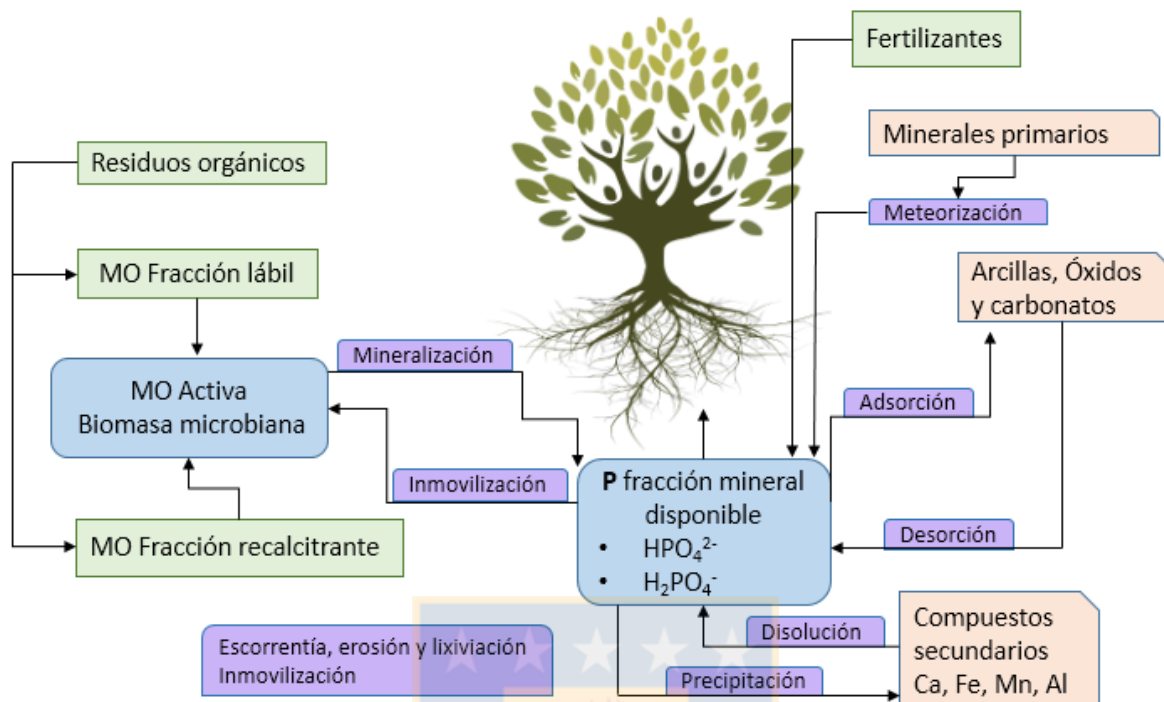 Fertilizantes
Minerales primarios
Meteorización
Residuos orgánicos
MO Fracción lábil
Arcillas, Óxidos
y carbonatos
Mineralización
MO Activa
Biomasa microbiana
Adsorción
Inmovilización
P fracción mineral
disponible
• HPO₄²⁻
• H₂PO₄⁻
Desorción
MO Fracción recalcitrante
Disolución
Compuestos
secundarios
Ca, Fe, Mn, Al
Escorrentía, erosión y lixiviación
Inmovilización
Precipitación